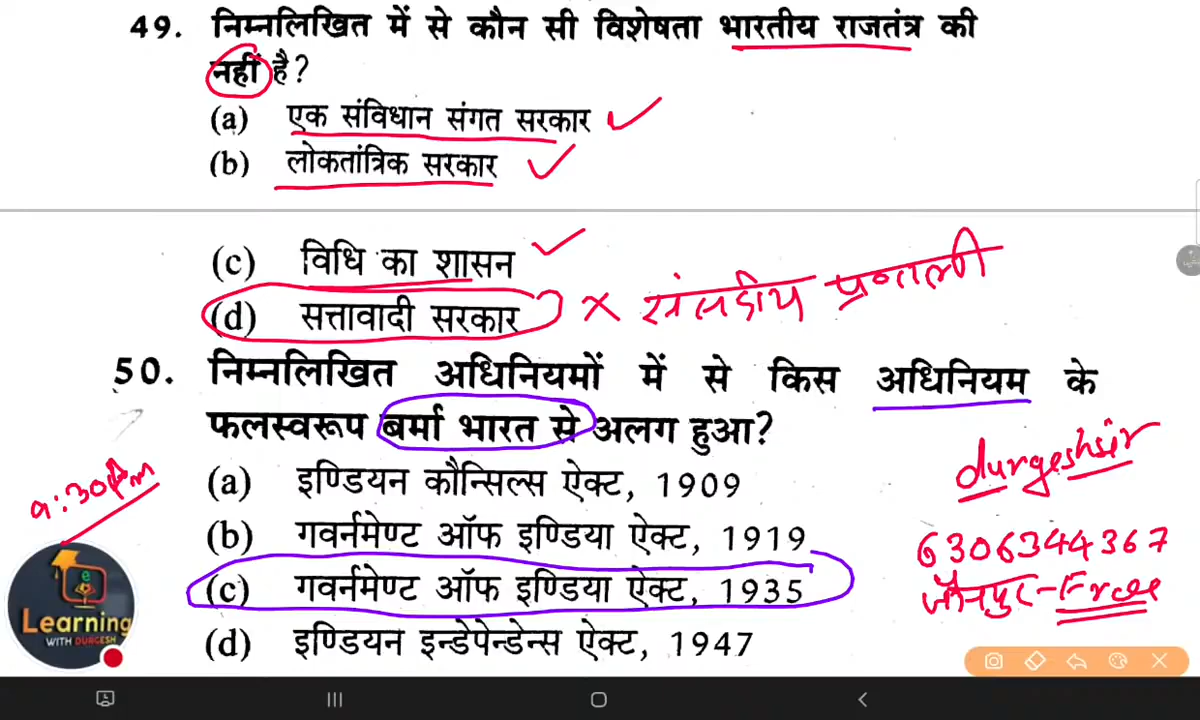 49. निम्नलिखित में से कौन सी विशेषता भारतीय राजतंत्र की
नहीं है?
(a) एक संविधान संगत सरकार
(b) लोकतांत्रिक सरकार
(c) विधि का शासन
(d) सत्तावादी सरकार × संसदीय प्रणाली
50. निम्नलिखित अधिनियमों में से किस अधिनियम के
फलस्वरूप बर्मा भारत से अलग हुआ?
(a) इण्डियन कौन्सिल्स ऐक्ट, 1909
(b) गवर्नमेण्ट ऑफ इण्डिया ऐक्ट, 1919
(c) गवर्नमेण्ट ऑफ इण्डिया ऐक्ट, 1935
(d) इण्डियन इन्डेपेन्डेन्स ऐक्ट, 1947
durgeshsir
6306344367
जौनपुर-Free
9:30Pm
e
Learning
WITH DURGESH